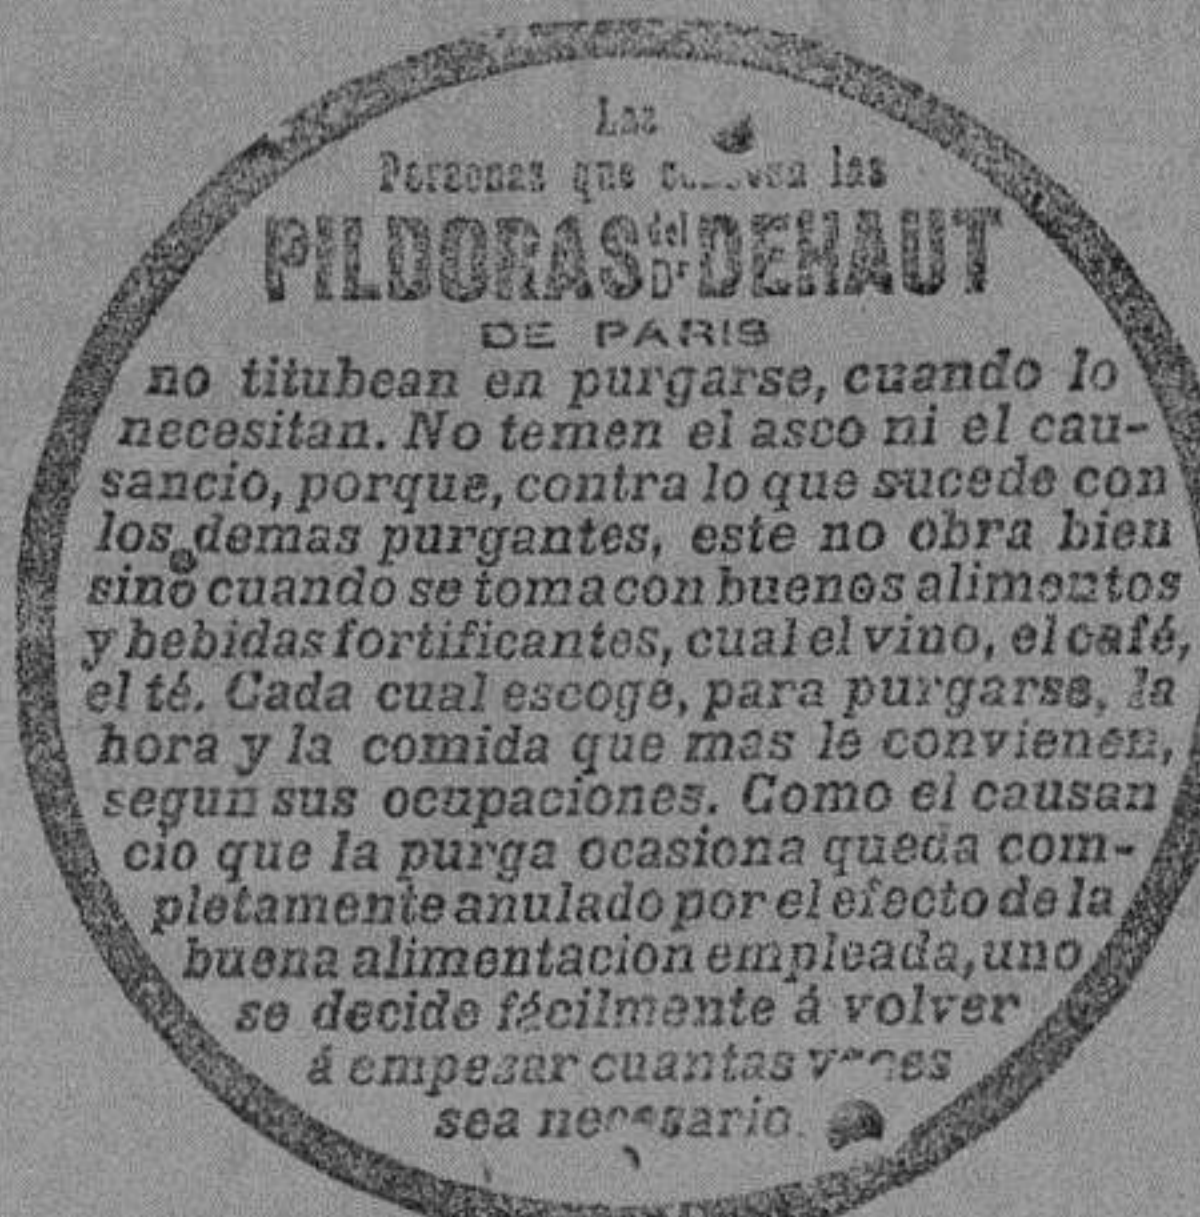 Las
Personas que las
PILDORAS del Dr DEHAUT
DE PARIS
no titubean en purgarse, cuando lo
necesitan. No temen el asco ni el cau-
sancio, porque, contra lo que sucede con
los demas purgantes, este no obra bien
sino cuando se toma con buenos alimentos
y bebidas fortificantes, cual el vino, el café,
el té. Cada cual escoge, para purgarse, la
hora y la comida que mas le convienen,
segun sus ocupaciones. Como el causan
cio que la purga ocasiona queda com-
pletamente anulado por el efecto de la
buena alimentacion empleada, uno
se decide fácilmente á volver
á empezar cuantas veces
sea necesario.